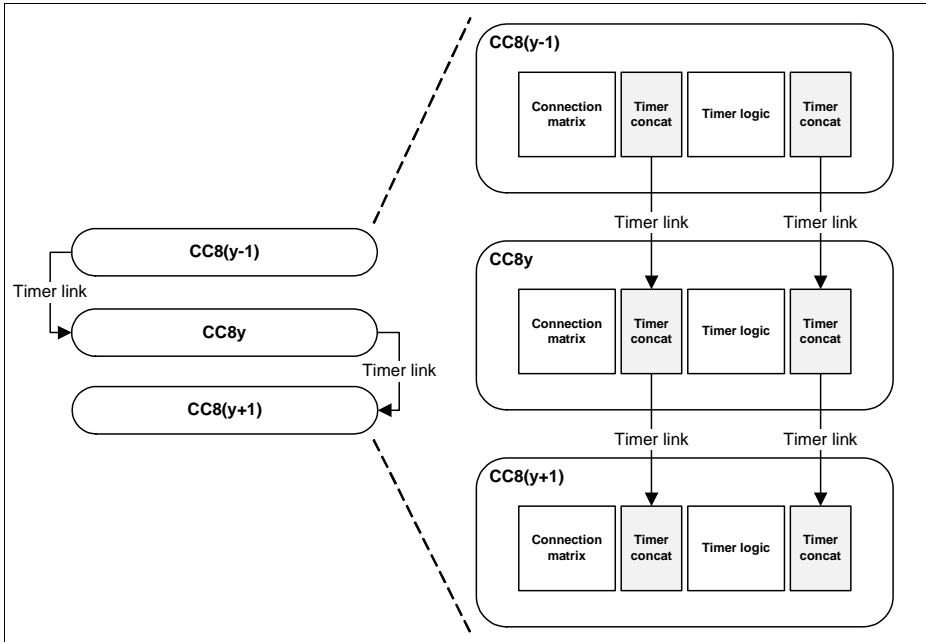 CC8(y-1)
Timer link
CC8y
Timer link
CC8(y+1)
CC8(y-1)
Connection
matrix
Timer
concat
Timer logic
Timer
concat
Timer link
Timer link
CC8y
Connection
matrix
Timer
concat
Timer logic
Timer
concat
Timer link
Timer link
CC8(y+1)
Connection
matrix
Timer
concat
Timer logic
Timer
concat